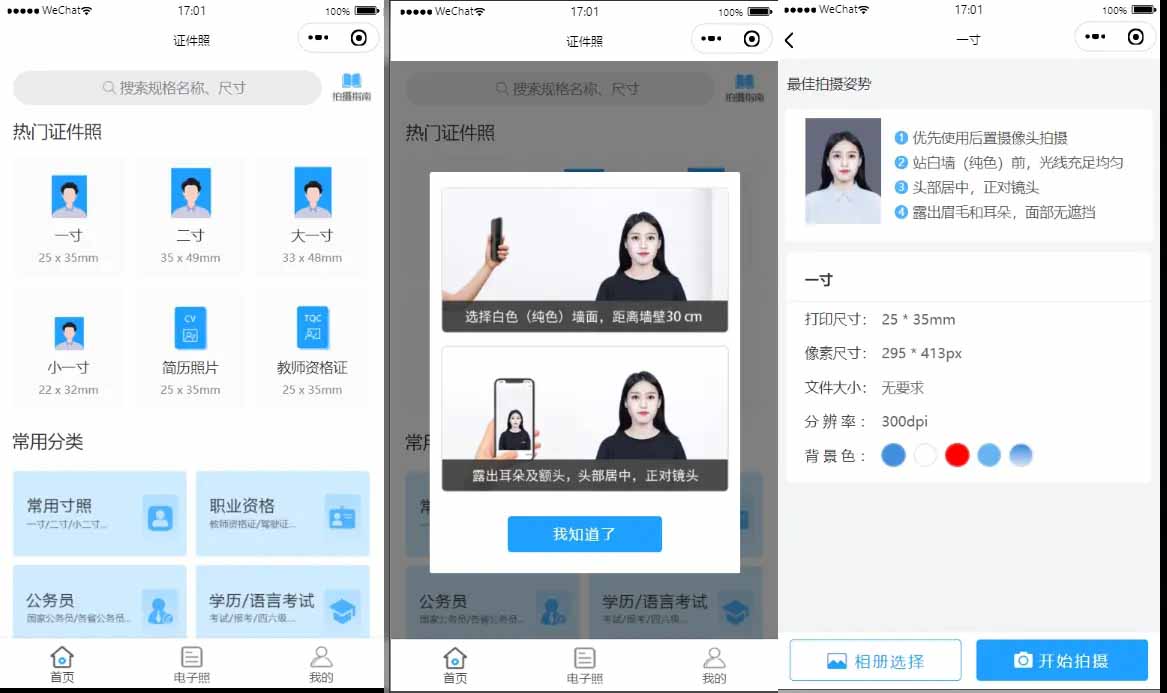 WeChat
17:01
100%
证件照
搜索规格名称、尺寸
拍摄指南
热门证件照
一寸
25 x 35mm
二寸
35 x 49mm
大一寸
33 x 48mm
小一寸
22 x 32mm
CV
简历照片
25 x 35mm
TQC
教师资格证
25 x 35mm
常用分类
常用寸照
一寸/二寸/小二寸...
职业资格
教师资格证/驾驶证...
公务员
国家公务员/各省公务员...
学历/语言考试
考试/报考/四六级...
首页
电子照
我的
WeChat
17:01
100%
证件照
搜索规格名称、尺寸
拍摄指南
热门证件照
选择白色（纯色）墙面，距离墙壁30 cm
露出耳朵及额头，头部居中，正对镜头
我知道了
常用
公务员
国家公务员/各省公务员...
学历/语言考试
考试/报考/四六级...
首页
电子照
我的
WeChat
17:01
100%
一寸
最佳拍摄姿势
1 优先使用后置摄像头拍摄
2 站白墙（纯色）前，光线充足均匀
3 头部居中，正对镜头
4 露出眉毛和耳朵，面部无遮挡
一寸
打印尺寸： 25 * 35mm
像素尺寸： 295 * 413px
文件大小： 无要求
分 辨 率： 300dpi
背 景 色：
相册选择
开始拍摄